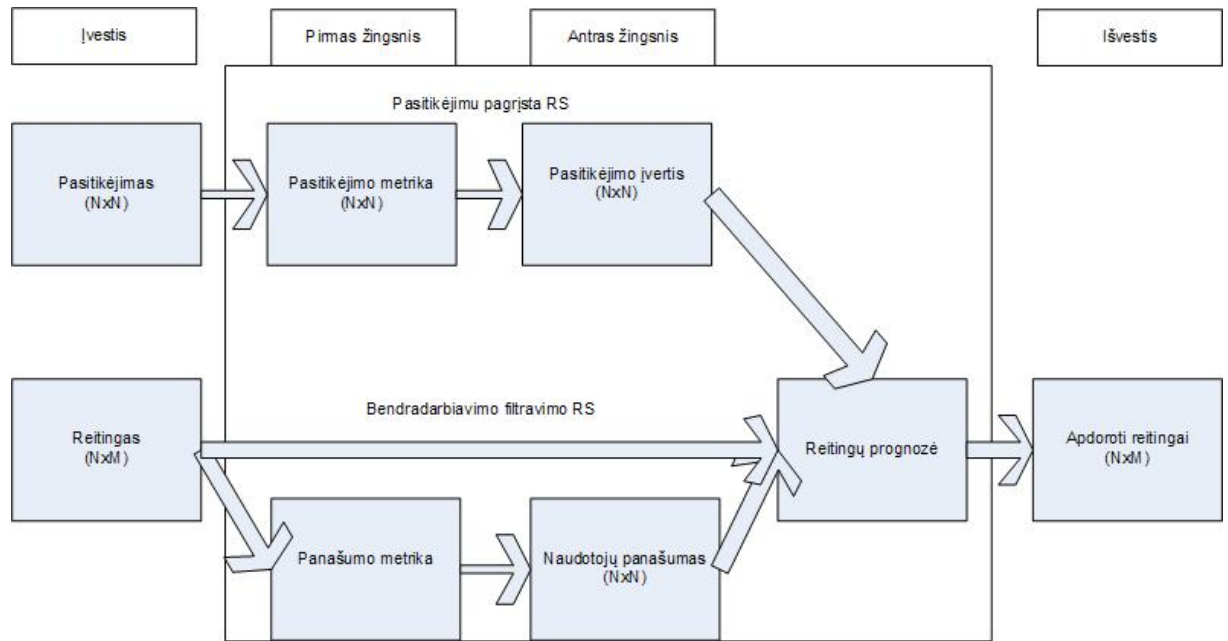 Įvestis
Pirmas žingsnis
Antras žingsnis
Išvestis
Pasitikėjimu pagrįsta RS
Pasitikėjimas
(NxN)
Pasitikėjimo metrika
(NxN)
Pasitikėjimo įvertis
(NxN)
Bendradarbiavimo filtravimo RS
Reitingas
(NxM)
Reitingų prognozė
Apdoroti reitingai
(NxM)
Panašumo metrika
Naudotojų panašumas
(NxN)